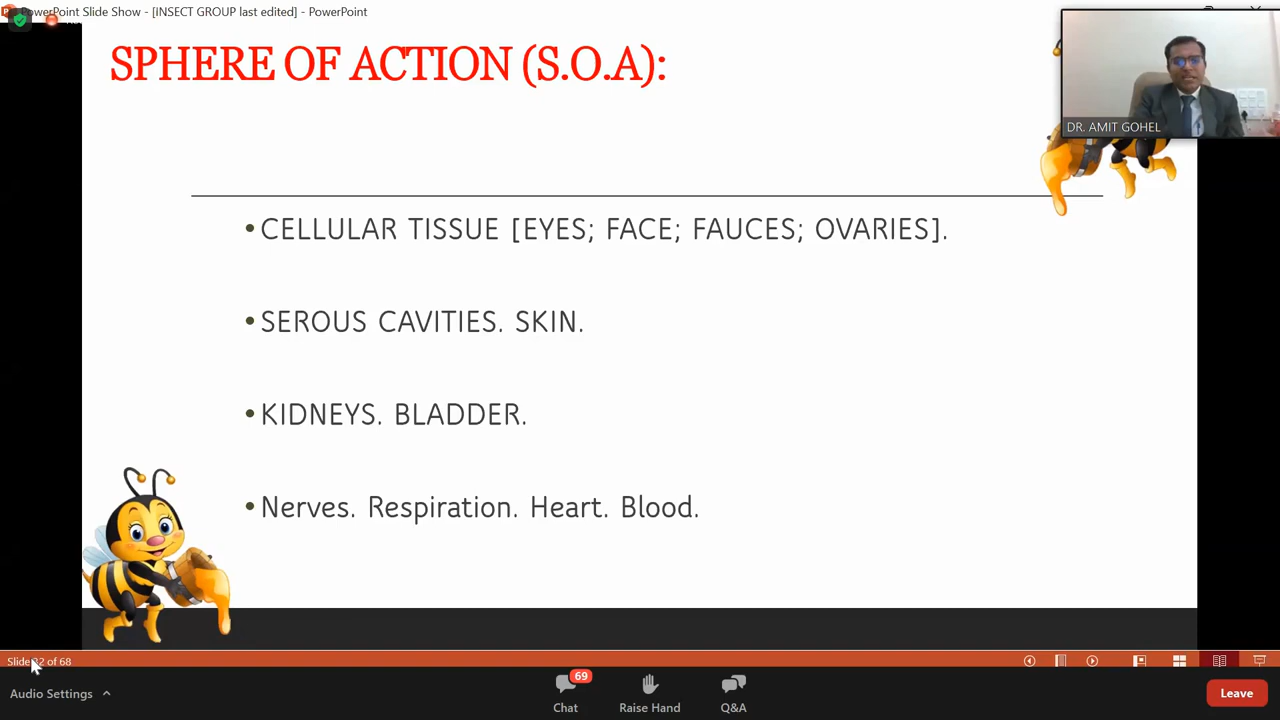 PowerPoint Slide Show - [INSECT GROUP last edited] - PowerPoint
SPHERE OF ACTION (S.O.A):
DR. AMIT GOHEL
•CELLULAR TISSUE [EYES; FACE; FAUCES; OVARIES].
•SEROUS CAVITIES. SKIN.
•KIDNEYS. BLADDER.
•Nerves. Respiration. Heart. Blood.
Slide of 68
Audio Settings
69
Chat
Raise Hand
Q&A
Leave